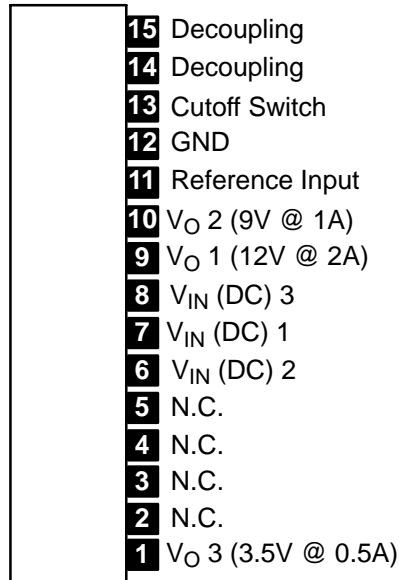 15 Decoupling
14 Decoupling
13 Cutoff Switch
12 GND
11 Reference Input
10 VO 2 (9V @ 1A)
9 VO 1 (12V @ 2A)
8 VIN (DC) 3
7 VIN (DC) 1
6 VIN (DC) 2
5 N.C.
4 N.C.
3 N.C.
2 N.C.
1 VO 3 (3.5V @ 0.5A)